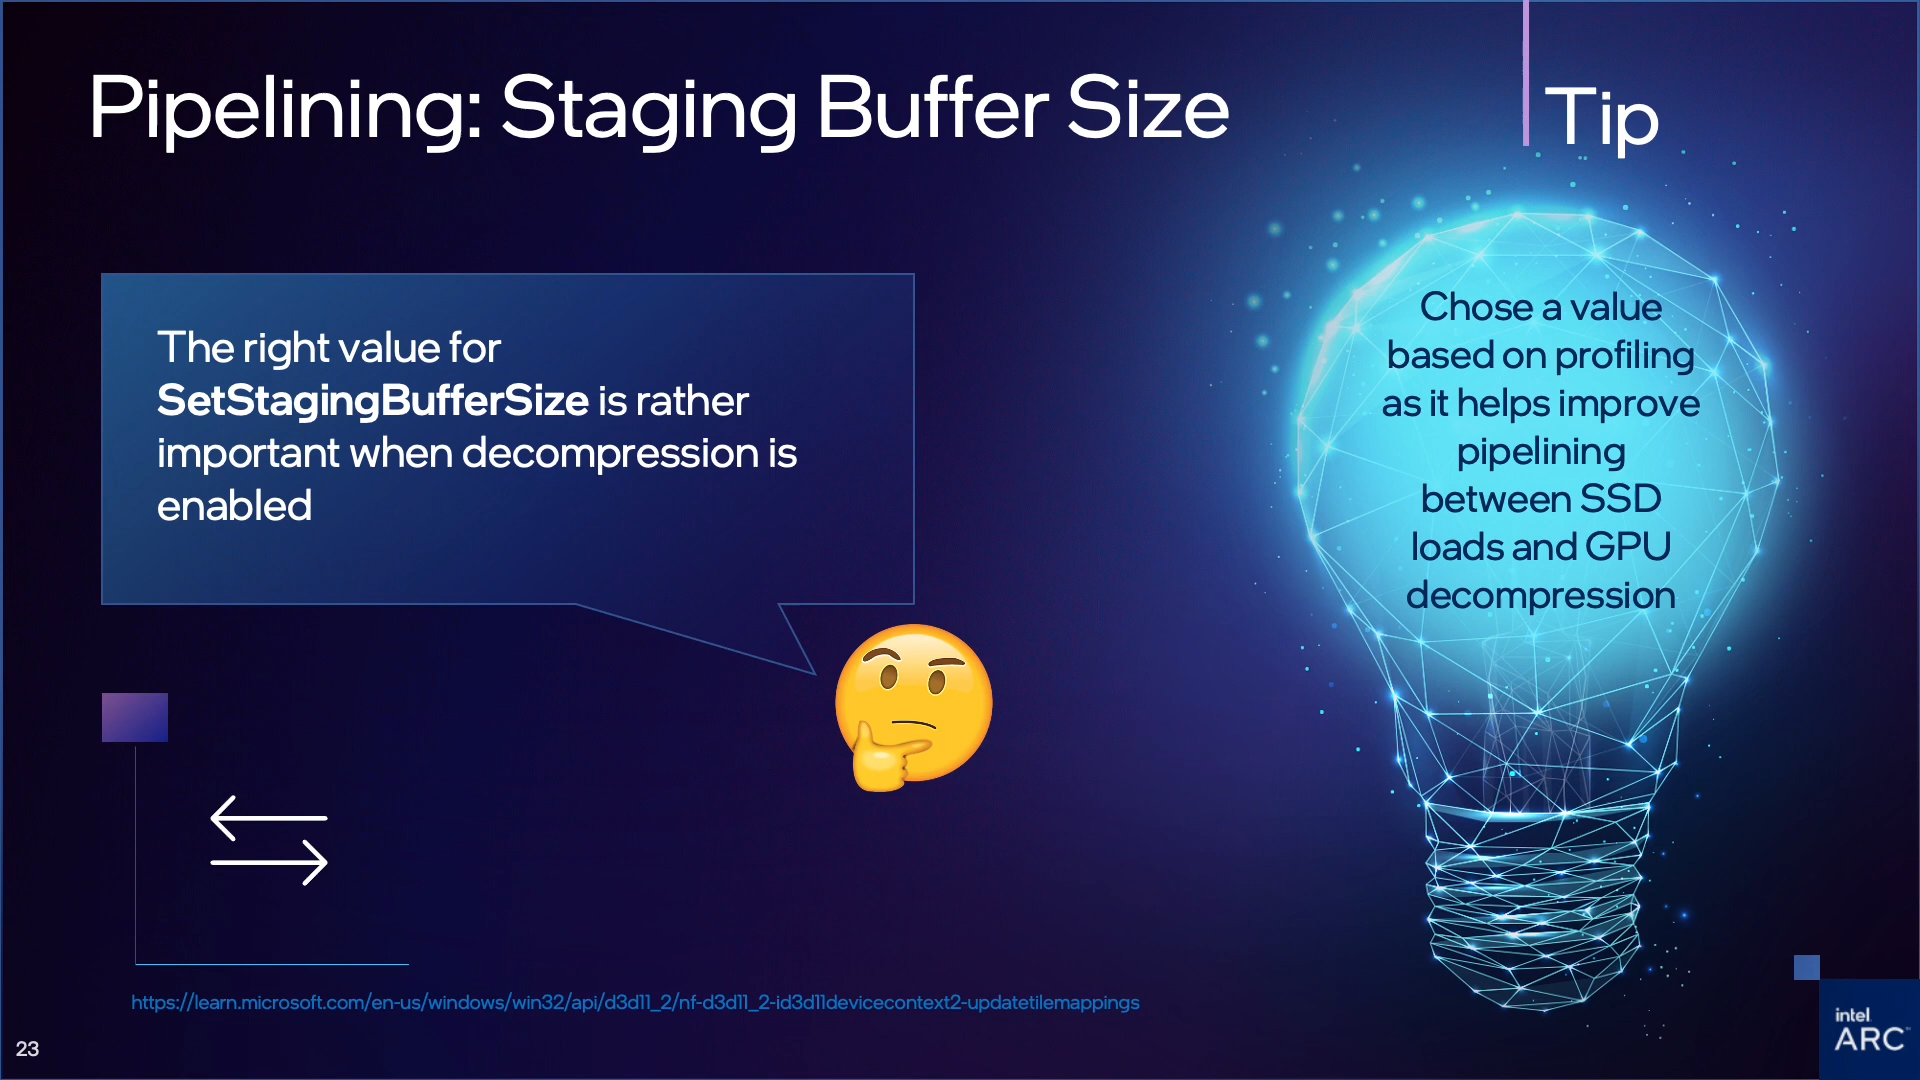 Pipelining: Staging Buffer Size
Tip
The right value for
SetStagingBufferSize is rather
important when decompression is
enabled
Chose a value
based on profiling
as it helps improve
pipelining
between SSD
loads and GPU
decompression
https://learn.microsoft.com/en-us/windows/win32/api/d3d11_2/nf-d3d11_2-id3d11devicecontext2-updatetilemappings
23
intel
ARC™